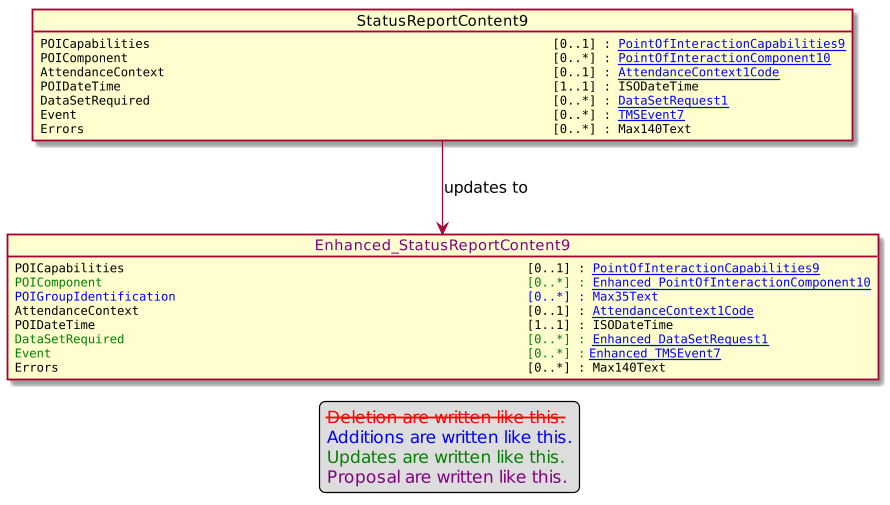 StatusReportContent9
POICapabilities [0..1] : PointOfInteractionCapabilities9
POIComponent [0..*] : PointOfInteractionComponent10
AttendanceContext [0..1] : AttendanceContext1Code
POIDateTime [1..1] : ISODateTime
DataSetRequired [0..*] : DataSetRequest1
Event [0..*] : TMSEvent7
Errors [0..*] : Max140Text
updates to
Enhanced_StatusReportContent9
POICapabilities [0..1] : PointOfInteractionCapabilities9
POIComponent [0..*] : Enhanced_PointOfInteractionComponent10
POIGroupIdentification [0..*] : Max35Text
AttendanceContext [0..1] : AttendanceContext1Code
POIDateTime [1..1] : ISODateTime
DataSetRequired [0..*] : Enhanced_DataSetRequest1
Event [0..*] : Enhanced_TMSEvent7
Errors [0..*] : Max140Text
Deletion are written like this.
Additions are written like this.
Updates are written like this.
Proposal are written like this.